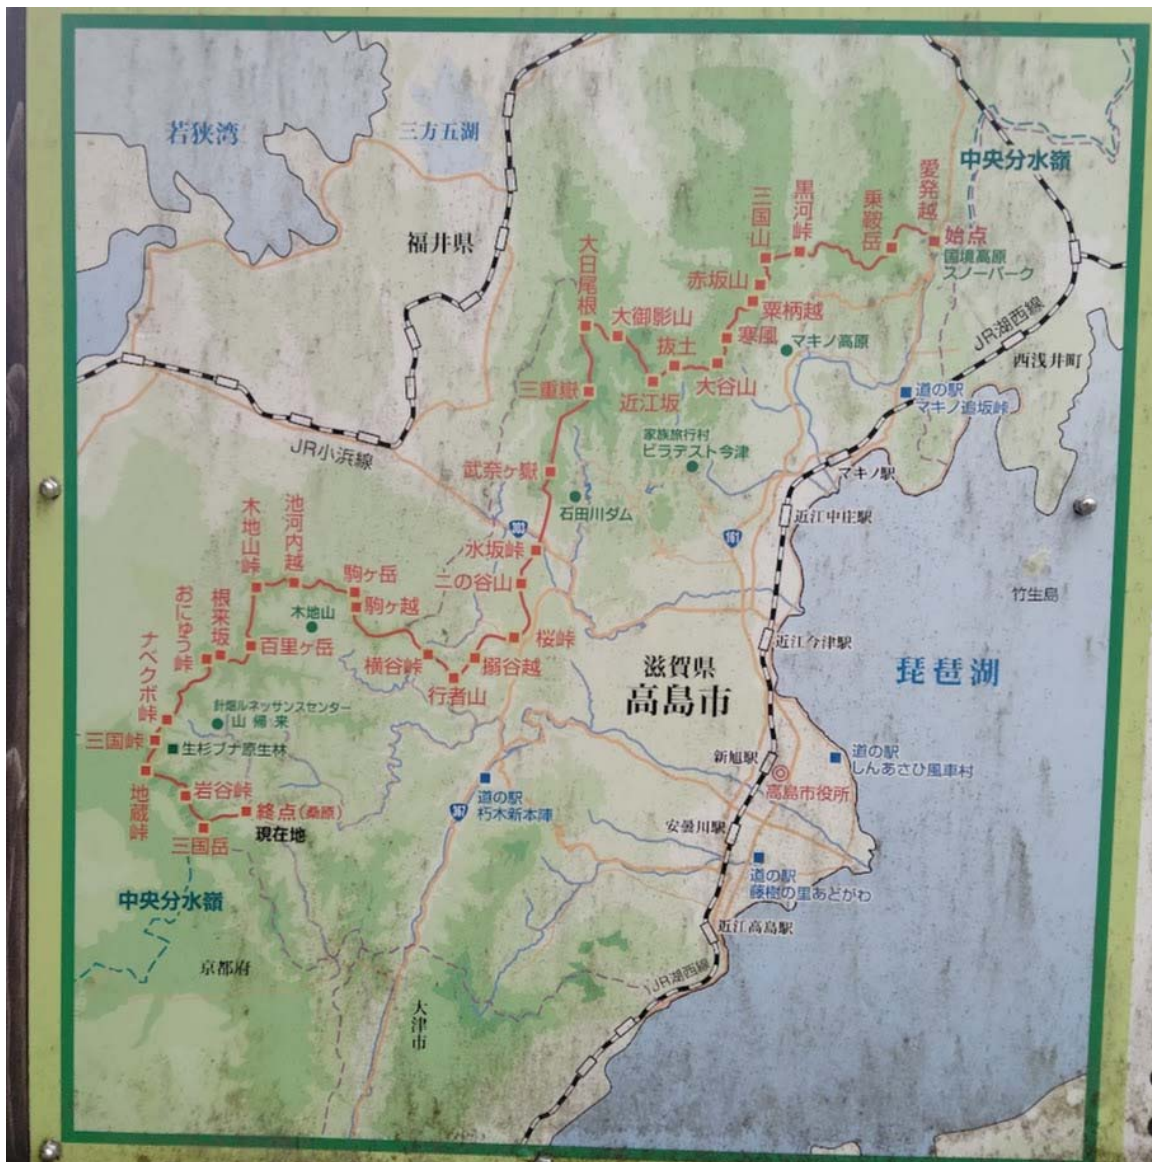 若狭湾
三方五湖
中央分水嶺
福井県
愛発越
始点
国境高原
スノーパーク
乗鞍岳
黒河峠
三国山
赤坂山
粟柄越
寒風
マキノ高原
大谷山
抜土
近江坂
大御影山
大日尾根
三重嶽
JR湖西線
西浅井町
道の駅
マキノ追坂峠
JR小浜線
家族旅行村
ビラデスト今津
マキノ駅
武奈ヶ嶽
石田川ダム
近江中庄駅
303
161
水坂峠
竹生島
二の谷山
池河内越
木地山峠
駒ヶ岳
駒ヶ越
木地山
桜峠
近江今津駅
琵琶湖
滋賀県
高島市
横谷峠
行者山
搦谷越
百里ヶ岳
根来坂
おにゅう峠
ナベクボ峠
針畑ルネッサンスセンター
山帰来
三国峠
生杉ブナ原生林
新旭駅
道の駅
しんあさひ風車村
高島市役所
地蔵峠
岩谷峠
終点(桑原)
現在地
三国岳
道の駅
朽木新本陣
367
安曇川駅
道の駅
藤樹の里あどがわ
中央分水嶺
近江高島駅
京都府
JR湖西線
大津市